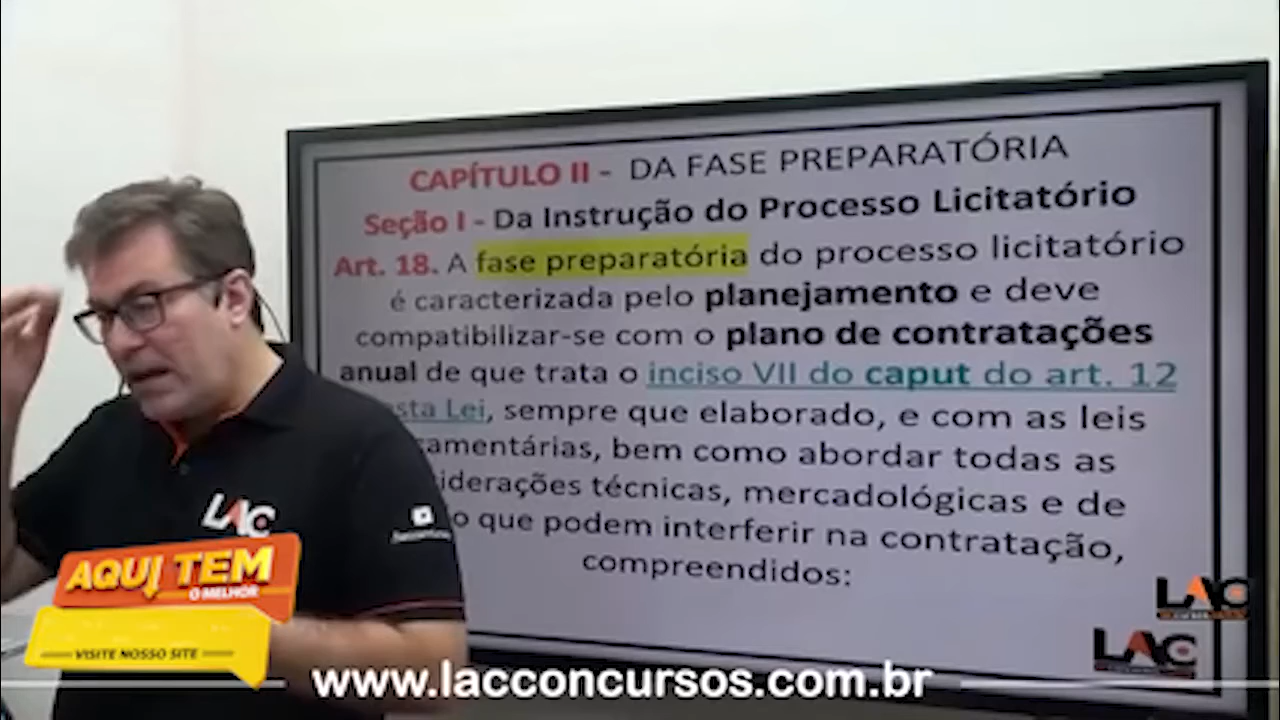 CAPÍTULO II - DA FASE PREPARATÓRIA
Seção I - Da Instrução do Processo Licitatório
Art. 18. A fase preparatória do processo licitatório
é caracterizada pelo planejamento e deve
compatibilizar-se com o plano de contratações
anual de que trata o inciso VII do caput do art. 12
sta Lei, sempre que elaborado, e com as leis
amentárias, bem como abordar todas as
iderações técnicas, mercadológicas e de
o que podem interferir na contratação,
compreendidos:
LAC
AQUI TEM
O MELHOR
VISITE NOSSO SITE
LAC
LAC
www.lacconcursos.com.br